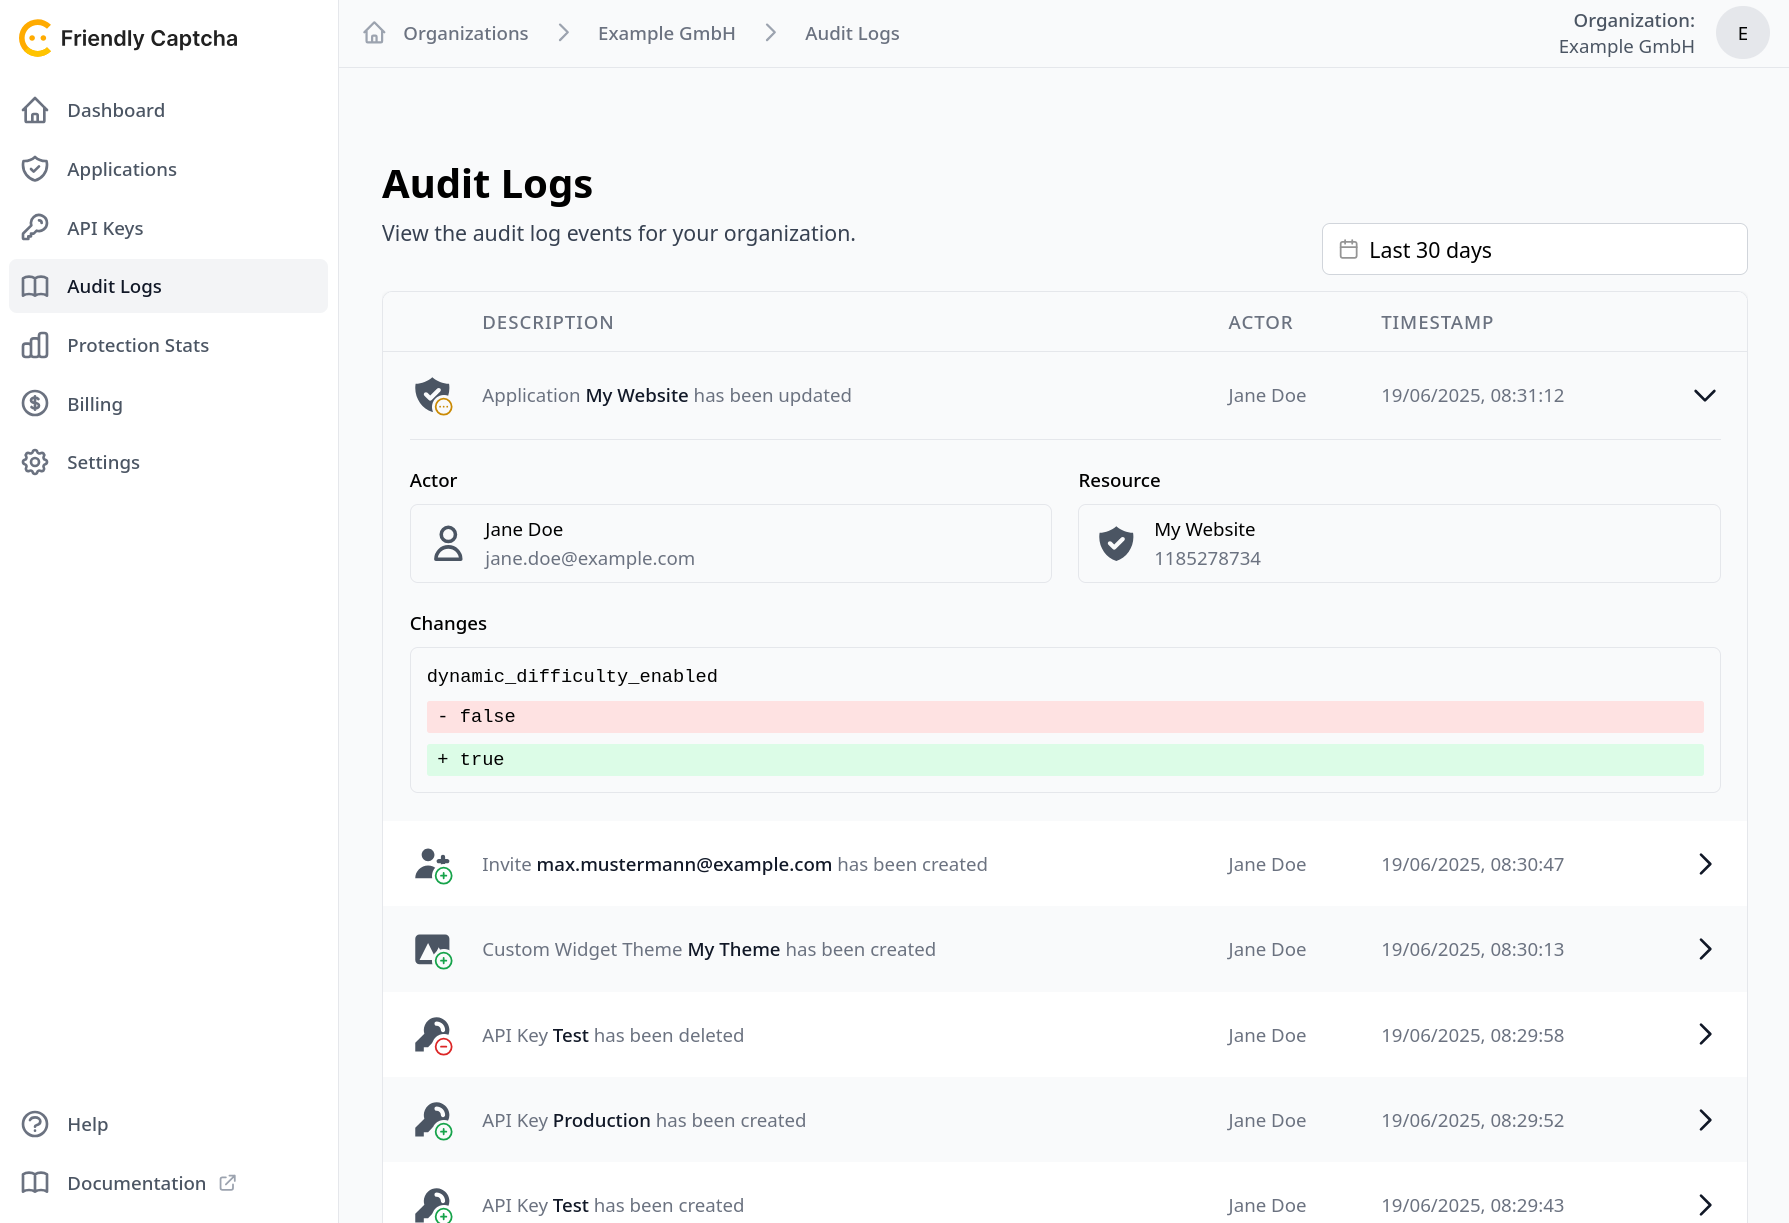 Friendly Captcha
Dashboard
Applications
API Keys
Audit Logs
Protection Stats
Billing
Settings
Help
Documentation
Organizations
Example GmbH
Audit Logs
Organization:
Example GmbH
E
Audit Logs
View the audit log events for your organization.
Last 30 days
DESCRIPTION ACTOR TIMESTAMP
Application My Website has been updated Jane Doe 19/06/2025, 08:31:12
Actor
Jane Doe
jane.doe@example.com
Resource
My Website
1185278734
Changes
dynamic_difficulty_enabled
- false
+ true
Invite max.mustermann@example.com has been created Jane Doe 19/06/2025, 08:30:47
Custom Widget Theme My Theme has been created Jane Doe 19/06/2025, 08:30:13
API Key Test has been deleted Jane Doe 19/06/2025, 08:29:58
API Key Production has been created Jane Doe 19/06/2025, 08:29:52
API Key Test has been created Jane Doe 19/06/2025, 08:29:43